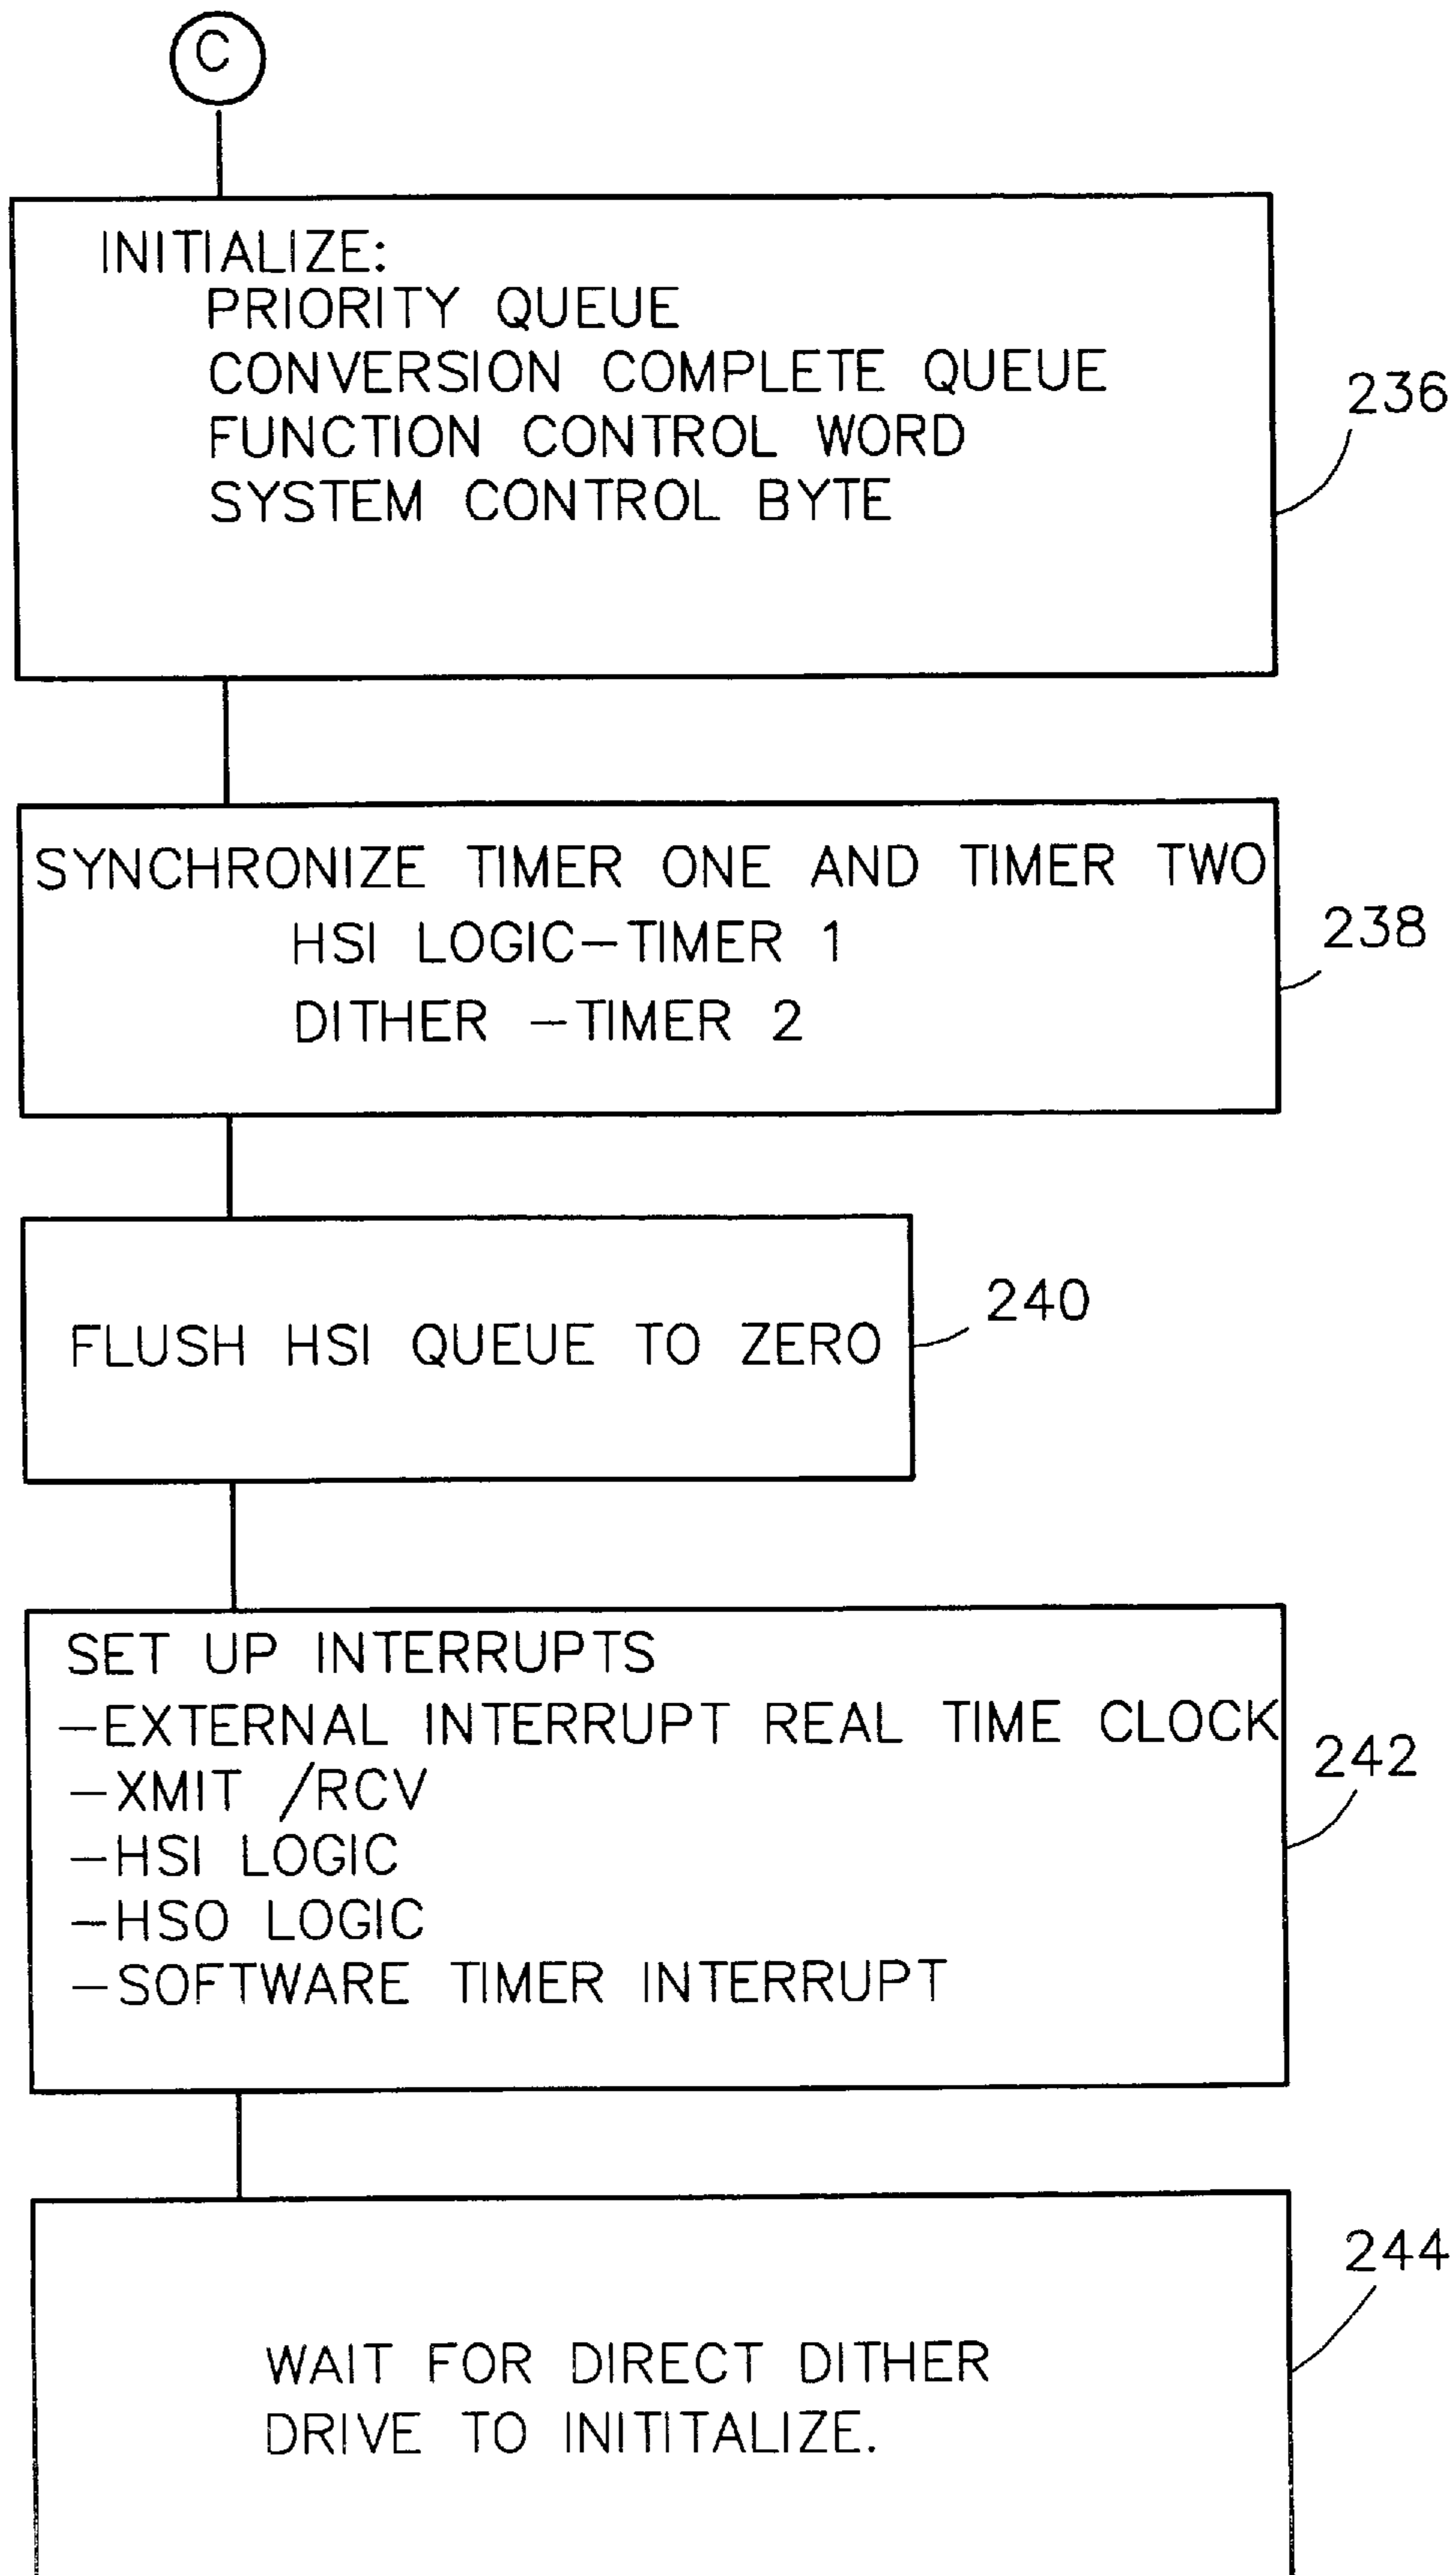 C
INITIALIZE:
PRIORITY QUEUE
CONVERSION COMPLETE QUEUE
FUNCTION CONTROL WORD
SYSTEM CONTROL BYTE
236
SYNCHRONIZE TIMER ONE AND TIMER TWO
HSI LOGIC-TIMER 1
DITHER -TIMER 2
238
FLUSH HSI QUEUE TO ZERO
240
SET UP INTERRUPTS
-EXTERNAL INTERRUPT REAL TIME CLOCK
-XMIT /RCV
-HSI LOGIC
-HSO LOGIC
-SOFTWARE TIMER INTERRUPT
242
WAIT FOR DIRECT DITHER
DRIVE TO INITITALIZE.
244